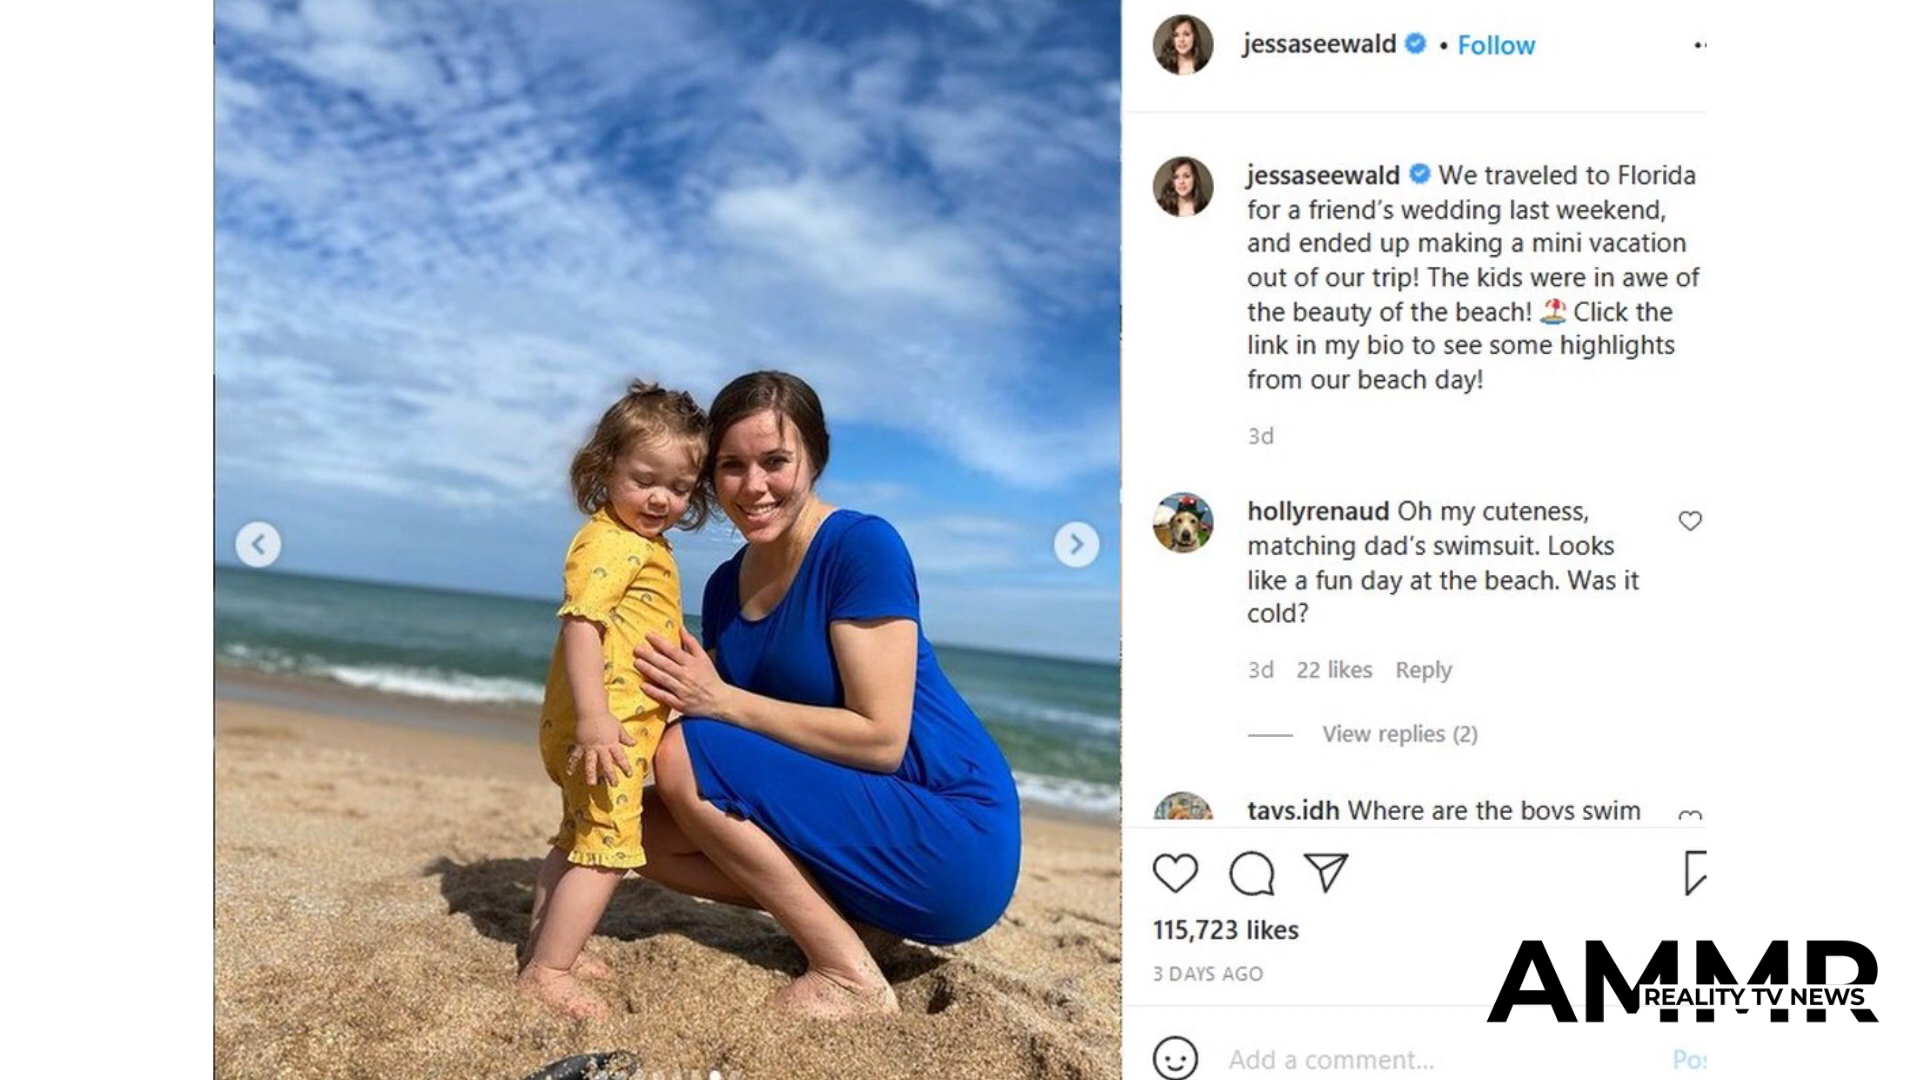 jessaseewald • Follow
jessaseewald We traveled to Florida
for a friend's wedding last weekend,
and ended up making a mini vacation
out of our trip! The kids were in awe of
the beauty of the beach! Click the
link in my bio to see some highlights
from our beach day!
3d
hollyrenaud Oh my cuteness,
matching dad's swimsuit. Looks
like a fun day at the beach. Was it
cold?
3d 22 likes Reply
View replies (2)
tays.idh Where are the boys swim
115,723 likes
3 DAYS AGO
Add a comment...
AMMR
REALITY TV NEWS